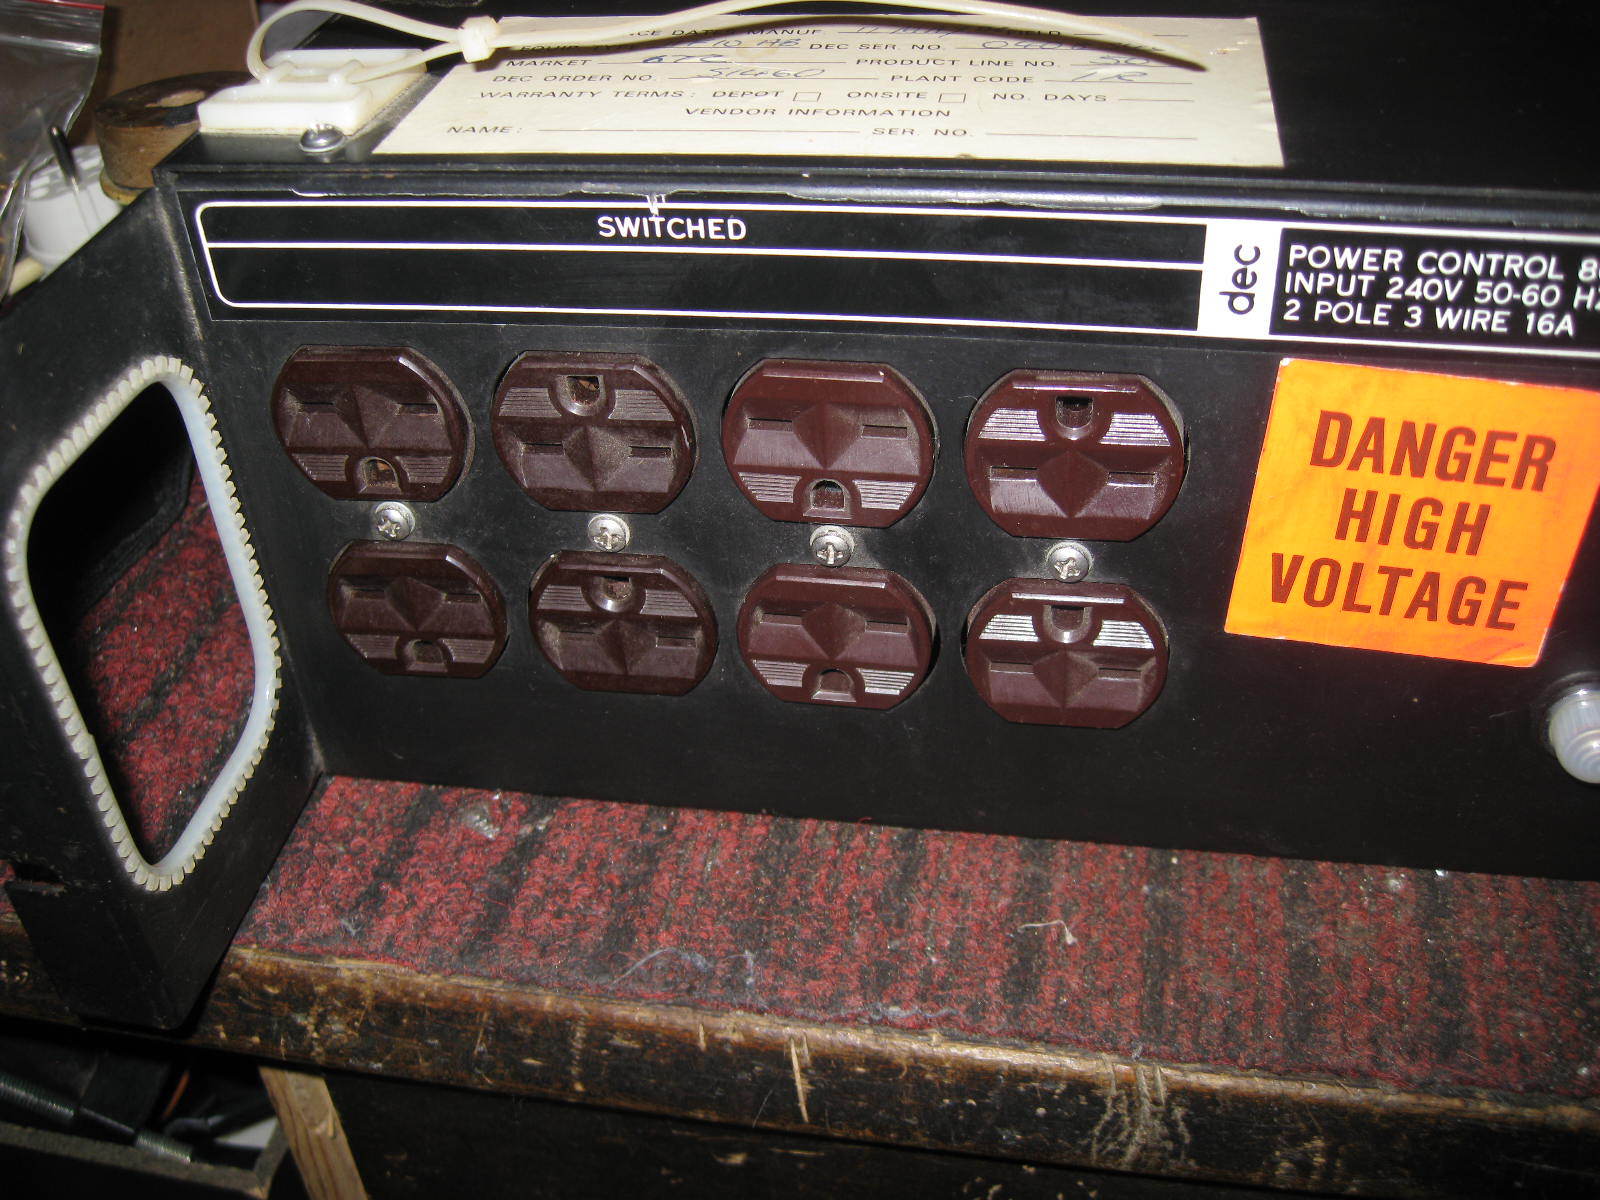 MANUF
DEC SER. NO.
MARKET PRODUCT LINE NO.
DEC ORDER NO. PLANT CODE
WARRANTY TERMS: DEPOT ONSITE NO. DAYS
VENDOR INFORMATION
NAME: SER. NO.
SWITCHED
dec
POWER CONTROL
INPUT 240V 50-60 HZ
2 POLE 3 WIRE 16A
DANGER
HIGH
VOLTAGE